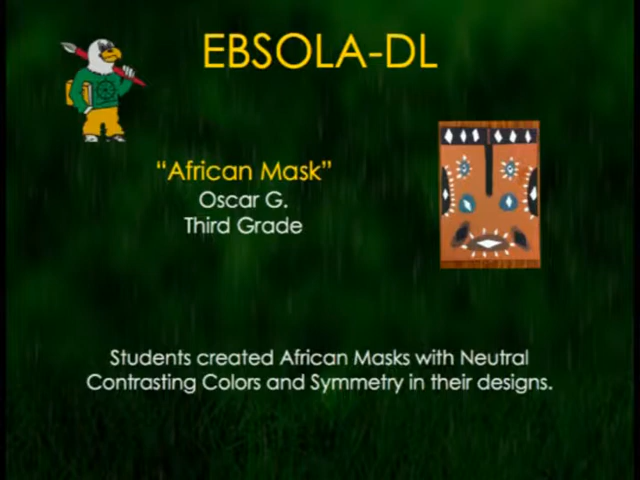 EBSOLA-DL
“African Mask”
Oscar G.
Third Grade
Students created African Masks with Neutral
Contrasting Colors and Symmetry in their designs.